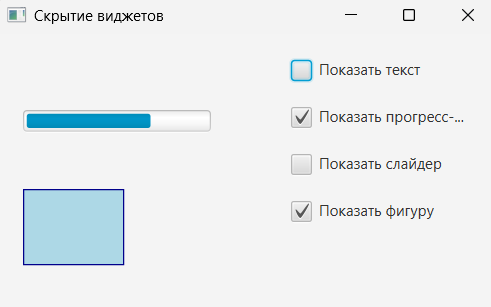 Скрытие виджетов
Показать текст
Показать прогресс-...
Показать слайдер
Показать фигуру